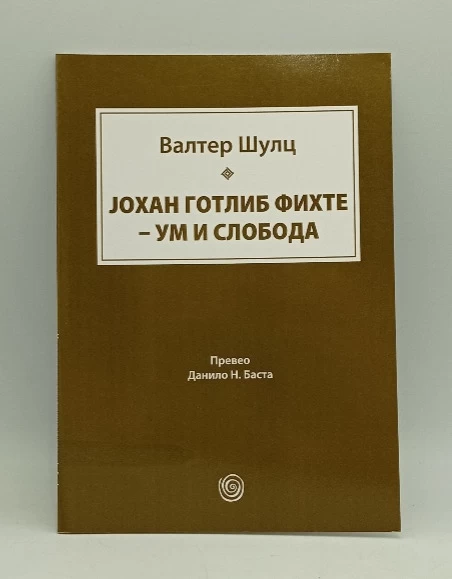 Валтер Шулц
ЈОХАН ГОТЛИБ ФИХТЕ
– УМ И СЛОБОДА
Превео
Данило Н. Баста